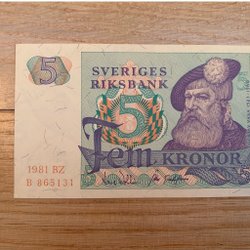 5
SVERIGES
RIKSBANK
5
1981 BZ
B 865131
Fem KRONOR